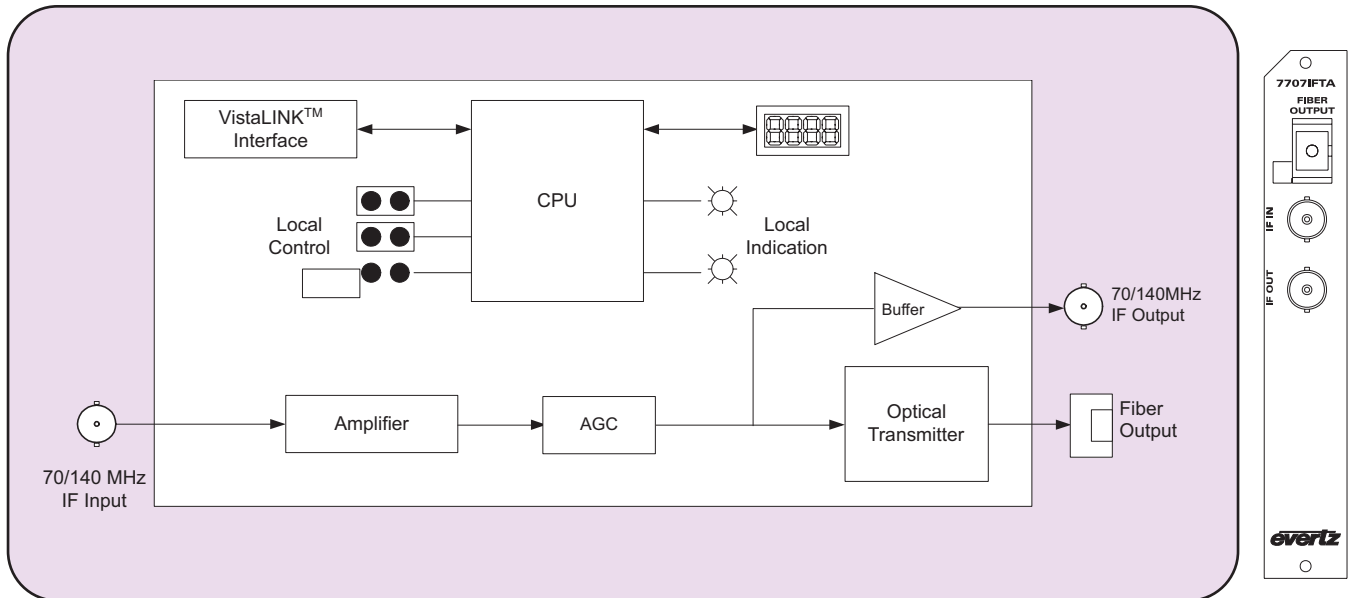 VistaLINK™
Interface
CPU
8888
Local
Control
Local
Indication
Buffer
70/140MHz
IF Output
Amplifier
AGC
Optical
Transmitter
Fiber
Output
70/140 MHz
IF Input
7707IFTA
FIBER
OUTPUT
IF IN
IF OUT
evertz